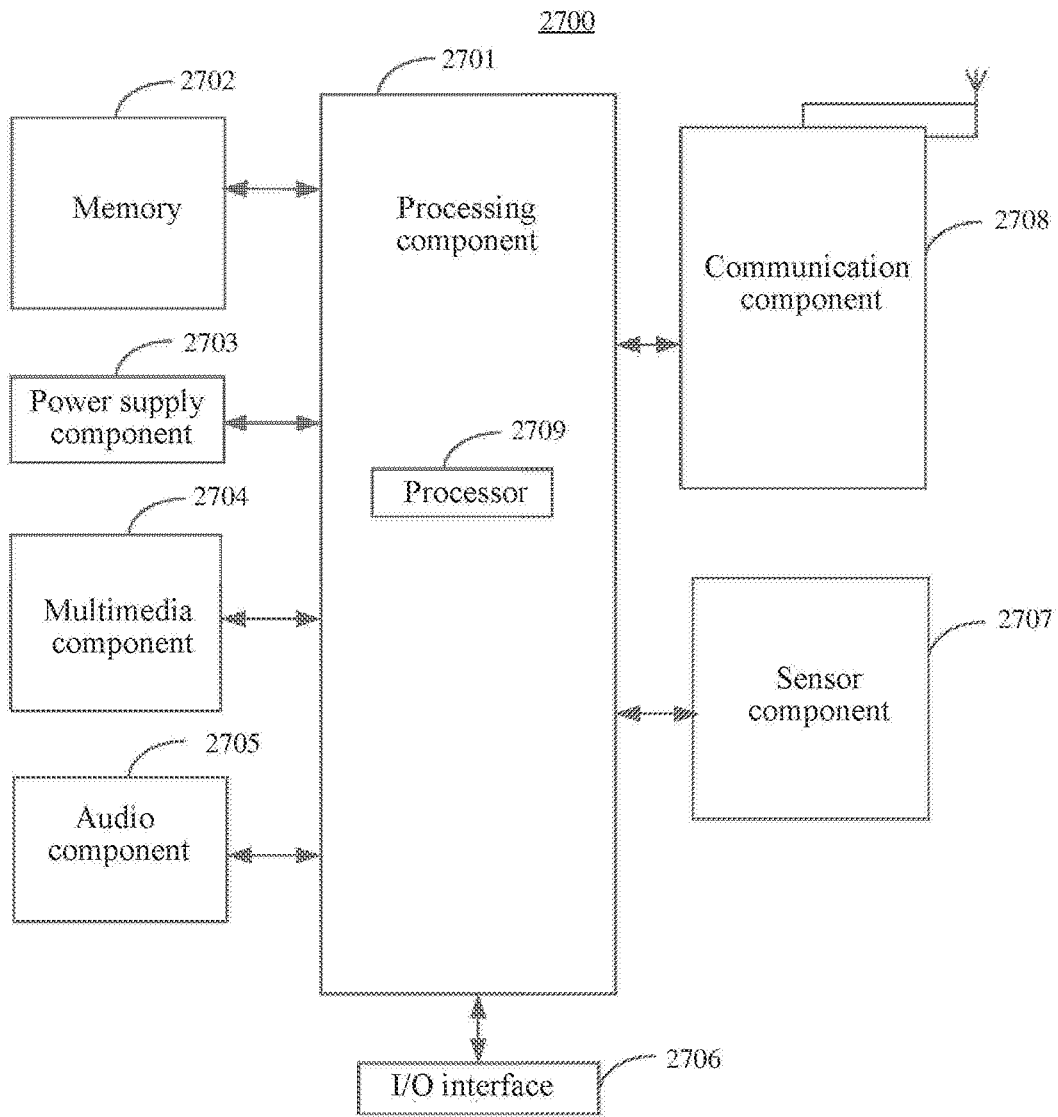 2700
2702
2701
Memory
Processing
component
2708
Communication
component
2703
Power supply
component
2709
Processor
2704
Multimedia
component
2707
Sensor
component
2705
Audio
component
2706
I/O interface